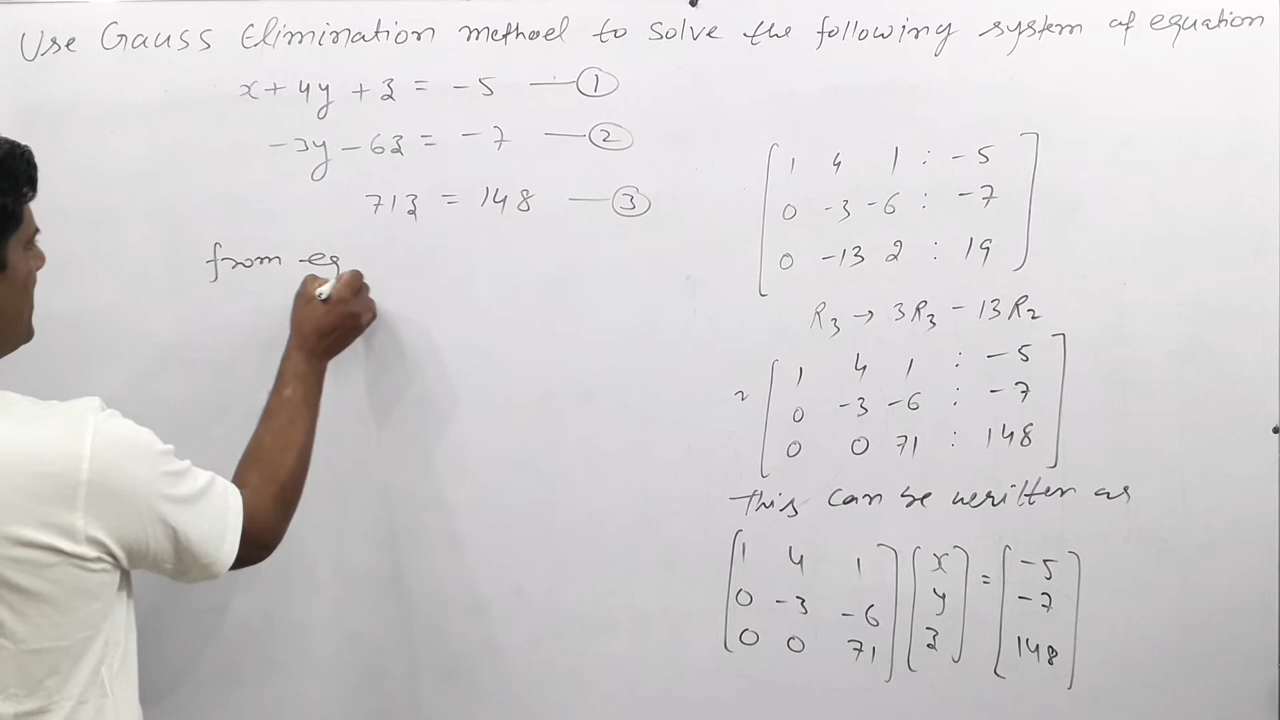 Use Gauss Elimination method to solve the following system of equation
x + 4y + z = -5 —①
-3y - 6z = -7 —②
71z = 148 —③
from eq
1 4 1 : -5
0 -3 -6 : -7
0 -13 2 : 19
R3 → 3R3 - 13R2
~ 1 4 1 : -5
0 -3 -6 : -7
0 0 71 : 148
This can be written as
1 4 1 x = -5
0 -3 -6 y -7
0 0 71 z 148